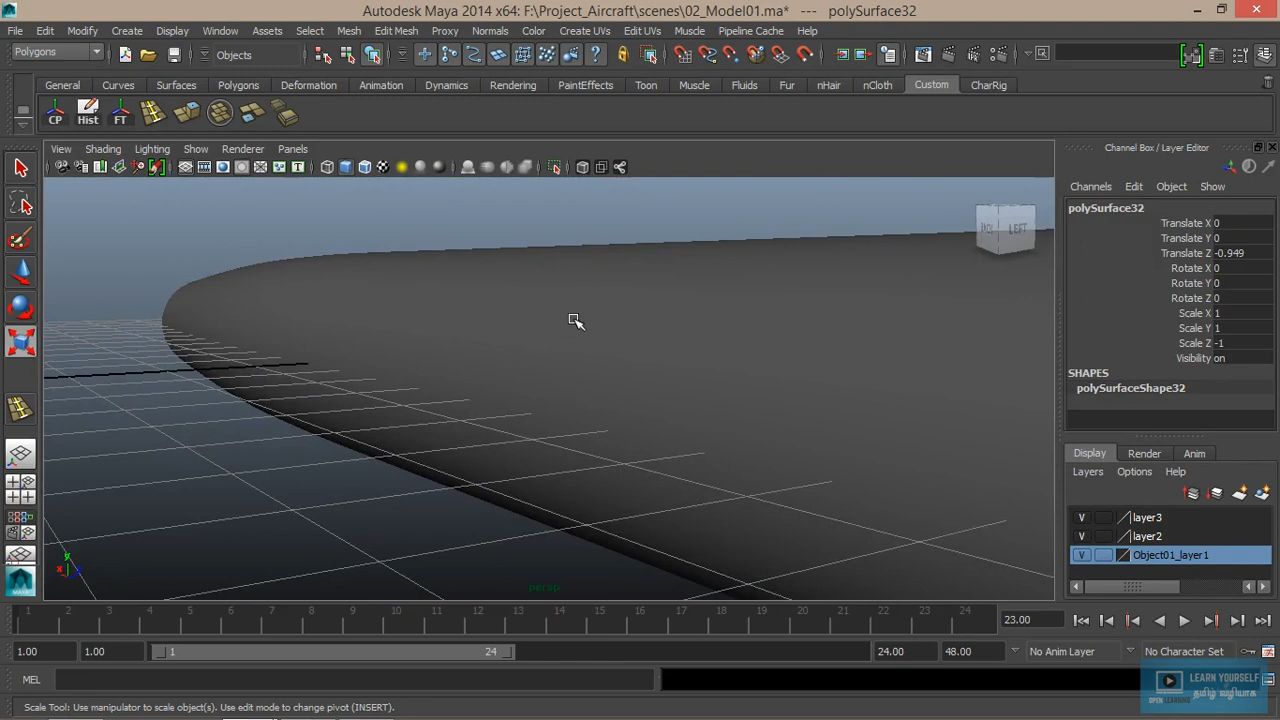 Autodesk Maya 2014 x64: F:\Project_Aircraft\scenes\02_Model01.ma* --- polySurface32
File Edit Modify Create Display Window Assets Select Mesh Edit Mesh Proxy Normals Color Create UVs Edit UVs Muscle Pipeline Cache Help
Polygons Objects
General Curves Surfaces Polygons Deformation Animation Dynamics Rendering PaintEffects Toon Muscle Fluids Fur nHair nCloth Custom CharRig
CP Hist FT
View Shading Lighting Show Renderer Panels
Channel Box / Layer Editor
Channels Edit Object Show
polySurface32
Translate X 0
Translate Y 0
Translate Z -0.949
Rotate X 0
Rotate Y 0
Rotate Z 0
Scale X 1
Scale Y 1
Scale Z -1
Visibility on
SHAPES
polySurfaceShape32
LEFT
Display Render Anim
Layers Options Help
V layer3
V layer2
V Object01_layer1
y
x
persp
1 2 3 4 5 6 7 8 9 10 11 12 13 14 15 16 17 18 19 20 21 22 23 24 23.00
1.00 1.00 1 24 24.00 48.00 No Anim Layer No Character Set
MEL
LEARN YOURSELF
தமிழ் வழியாக
OPEN LEARNING
Scale Tool: Use manipulator to scale object(s). Use edit mode to change pivot (INSERT).